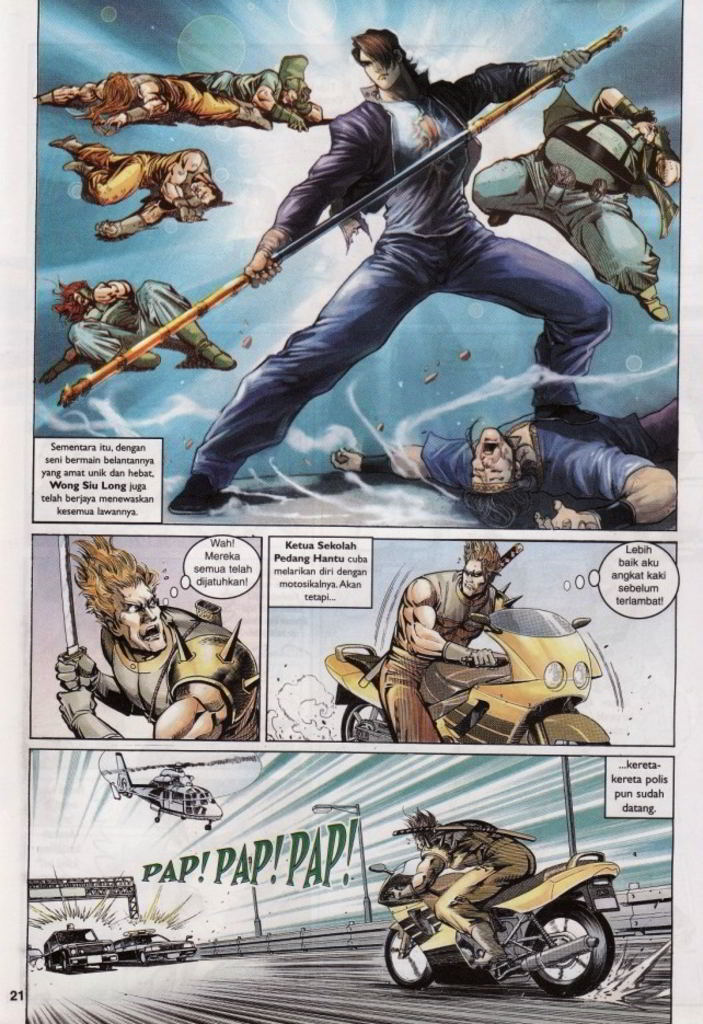 Sementara itu, dengan
seni bermain belantannya
yang amat unik dan hebat,
Wong Siu Long juga
telah berjaya menewaskan
kesemua lawannya.
Wah!
Mereka
semua telah
dijatuhkan!
Ketua Sekolah
Pedang Hantu cuba
melarikan diri dengan
motosikalnya. Akan
tetapi...
Lebih
baik aku
angkat kaki
sebelum
terlambat!
...kereta-
kereta polis
pun sudah
datang.
PAP! PAP! PAP!
21